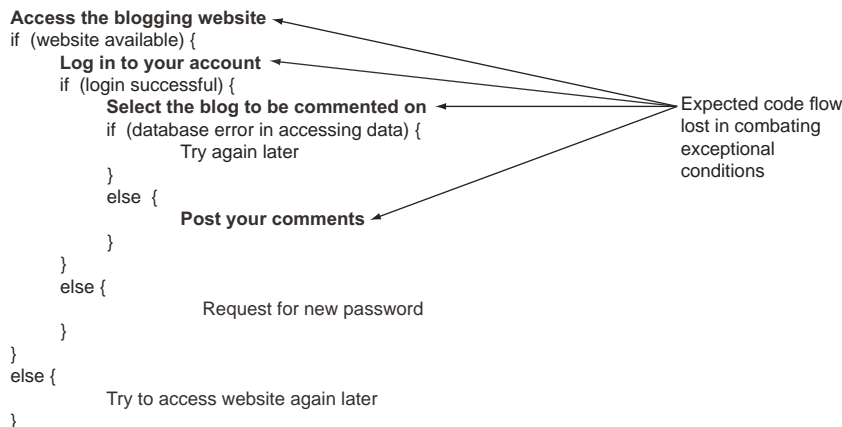 Access the blogging website
if (website available) {
Log in to your account
if (login successful) {
Select the blog to be commented on
if (database error in accessing data) {
Try again later
}
else {
Post your comments
}
}
else {
Request for new password
}
}
else {
Try to access website again later
}
Expected code flow
lost in combating
exceptional
conditions